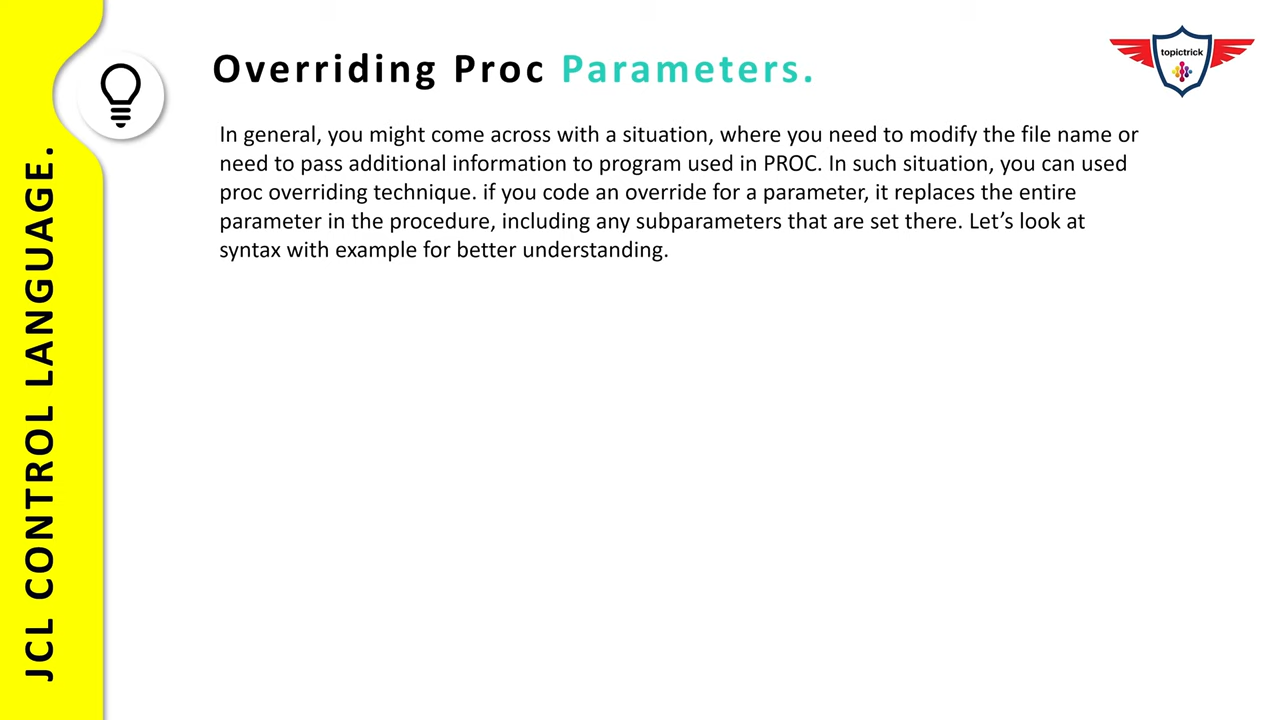 Overriding Proc Parameters.
topictrick
In general, you might come across with a situation, where you need to modify the file name or
need to pass additional information to program used in PROC. In such situation, you can used
proc overriding technique. if you code an override for a parameter, it replaces the entire
parameter in the procedure, including any subparameters that are set there. Let’s look at
syntax with example for better understanding.
JCL CONTROL LANGUAGE.